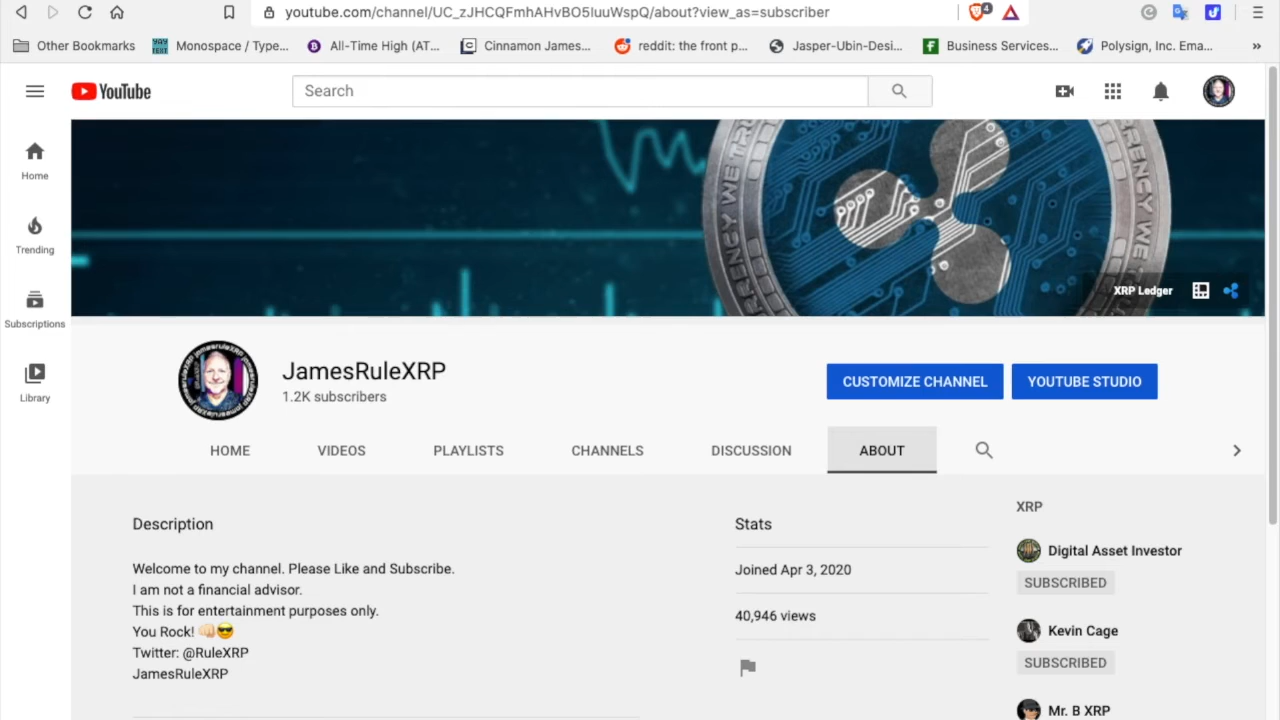 youtube.com/channel/UC_zJHCQFmhAHvBO5IuuWspQ/about?view_as=subscriber
4
Other Bookmarks
YAY TEXT
Monospace / Type...
All-Time High (AT...
Cinnamon James...
reddit: the front p...
Jasper-Ubin-Desi...
Business Services...
Polysign, Inc. Ema...
»
YouTube
Search
Home
Trending
Subscriptions
Library
XRP Ledger
JamesRuleXRP
1.2K subscribers
CUSTOMIZE CHANNEL
YOUTUBE STUDIO
HOME
VIDEOS
PLAYLISTS
CHANNELS
DISCUSSION
ABOUT
Description
Welcome to my channel. Please Like and Subscribe.
I am not a financial advisor.
This is for entertainment purposes only.
You Rock! 👊🏻😎
Twitter: @RuleXRP
JamesRuleXRP
Stats
Joined Apr 3, 2020
40,946 views
XRP
Digital Asset Investor
SUBSCRIBED
Kevin Cage
SUBSCRIBED
Mr. B XRP